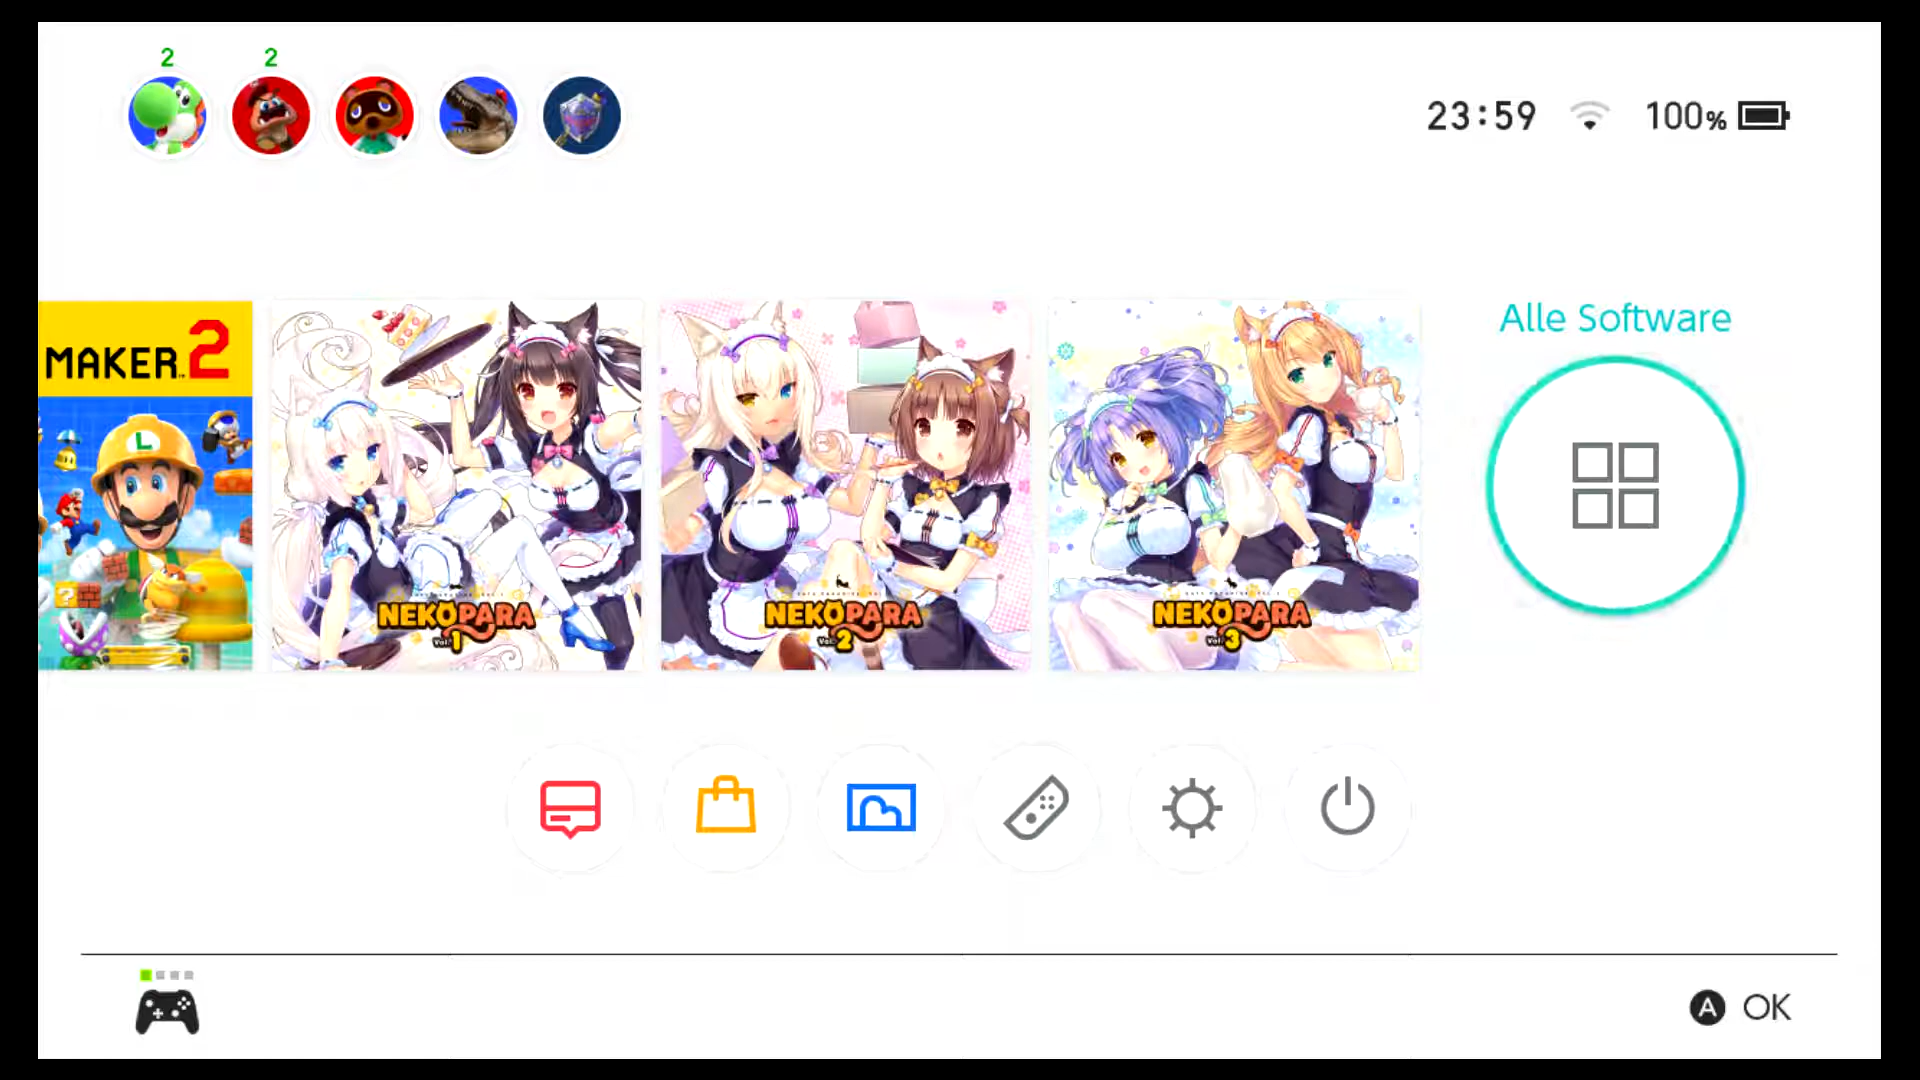 2
2
23:59
100%
Alle Software
MAKER 2
L
NEKOPARA
Vol. 1
NEKOPARA
Vol. 2
NEKOPARA
Vol. 3
A OK